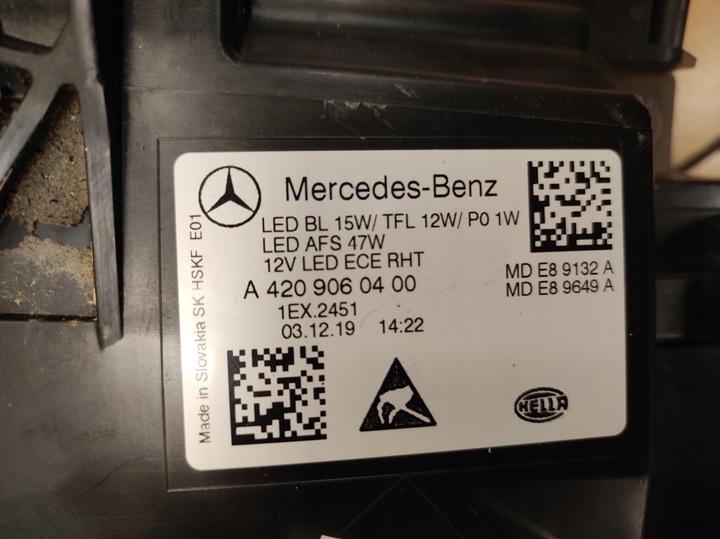 Mercedes-Benz
LED BL 15W/ TFL 12W/ P0 1W
LED AFS 47W
12V LED ECE RHT
A 420 906 04 00
1EX.2451
03.12.19 14:22
MD E8 9132 A
MD E8 9649 A
Made in Slovakia SK HSKF E01
HELLA